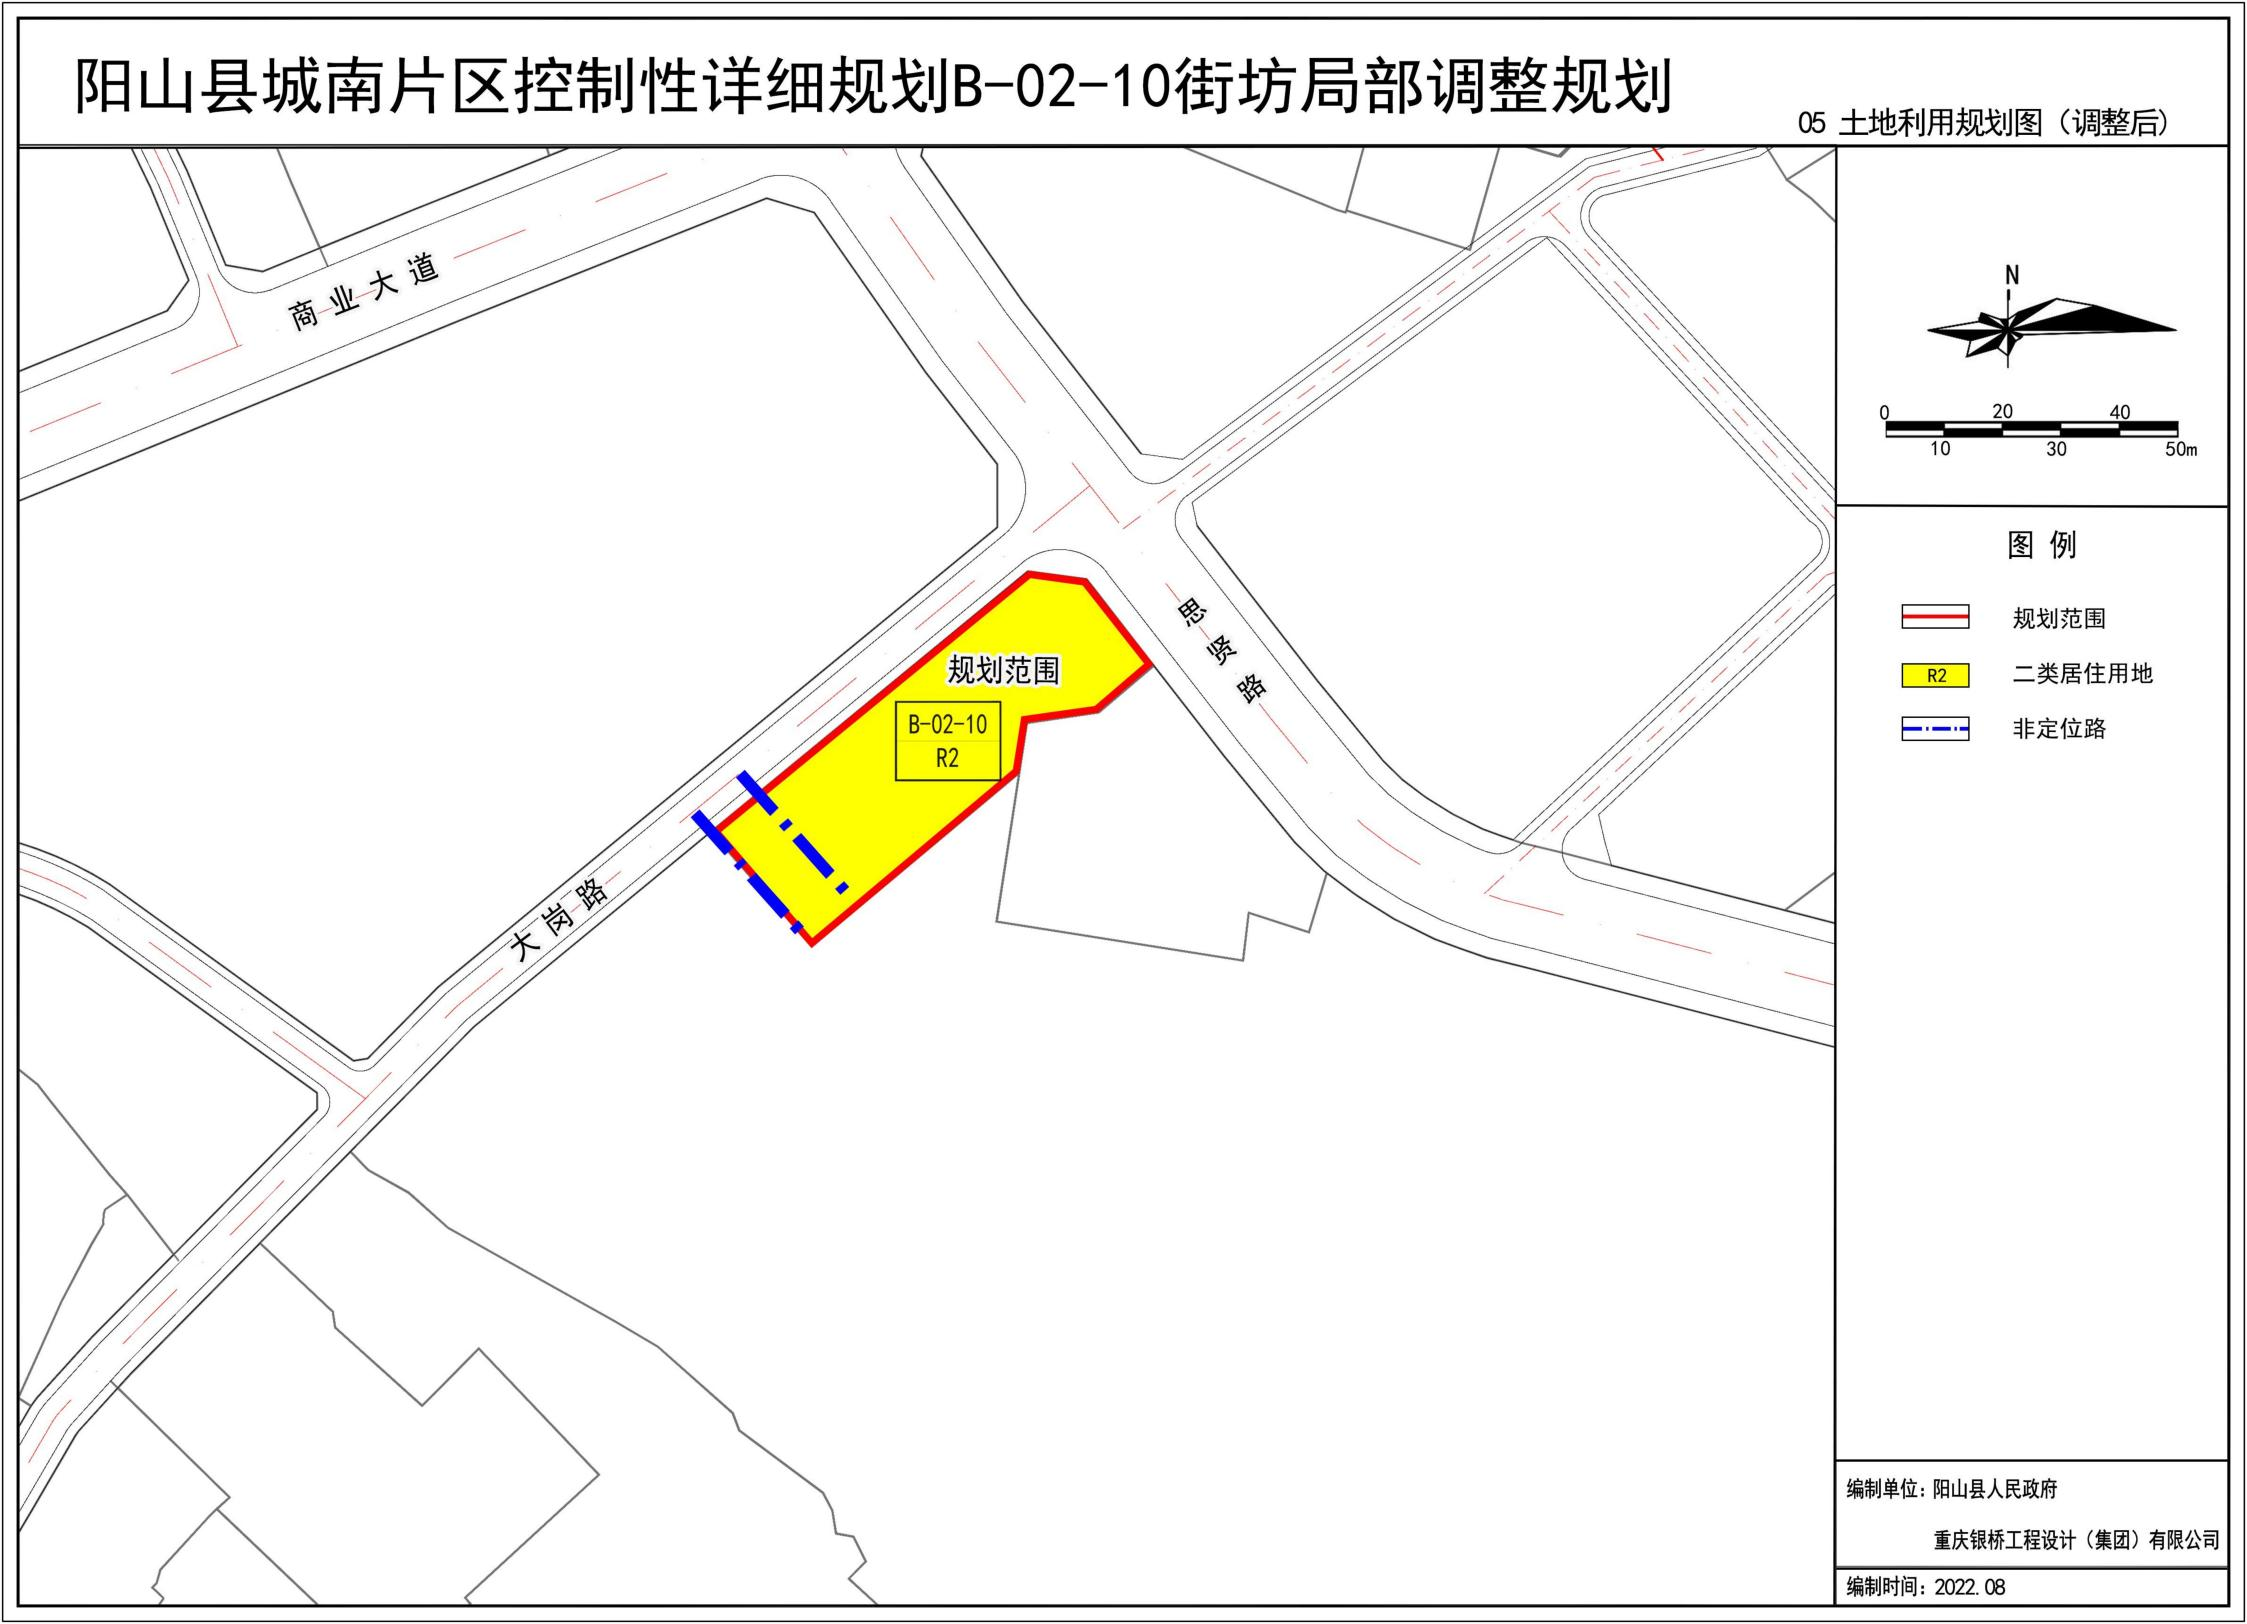 阳山县城南片区控制性详细规划B-02-10街坊局部调整规划
05 土地利用规划图（调整后）
商业大道
思贤路
大岗路
规划范围
B-02-10
R2
N
0 20 40
10 30 50m
图 例
规划范围
R2 二类居住用地
非定位路
编制单位：阳山县人民政府
重庆银桥工程设计（集团）有限公司
编制时间：2022.08